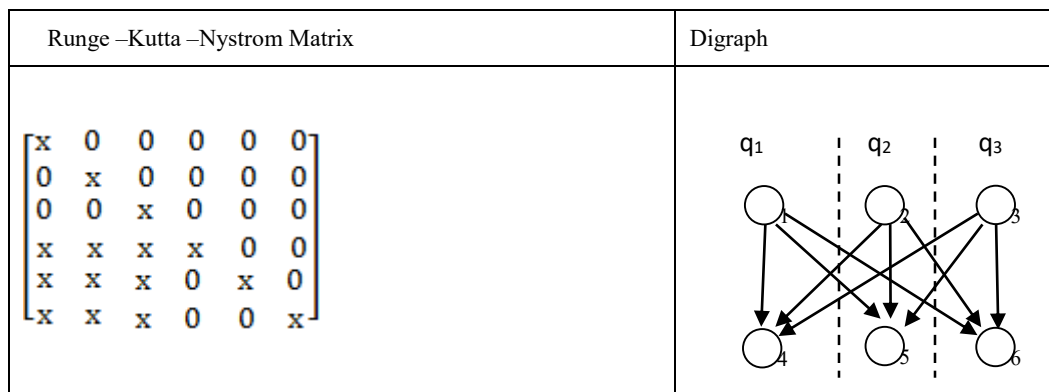 Runge –Kutta –Nystrom Matrix
Digraph
x 0 0 0 0 0
0 x 0 0 0 0
0 0 x 0 0 0
x x x x 0 0
x x x 0 x 0
x x x 0 0 x
q1 q2 q3
1 2 3
4 5 6